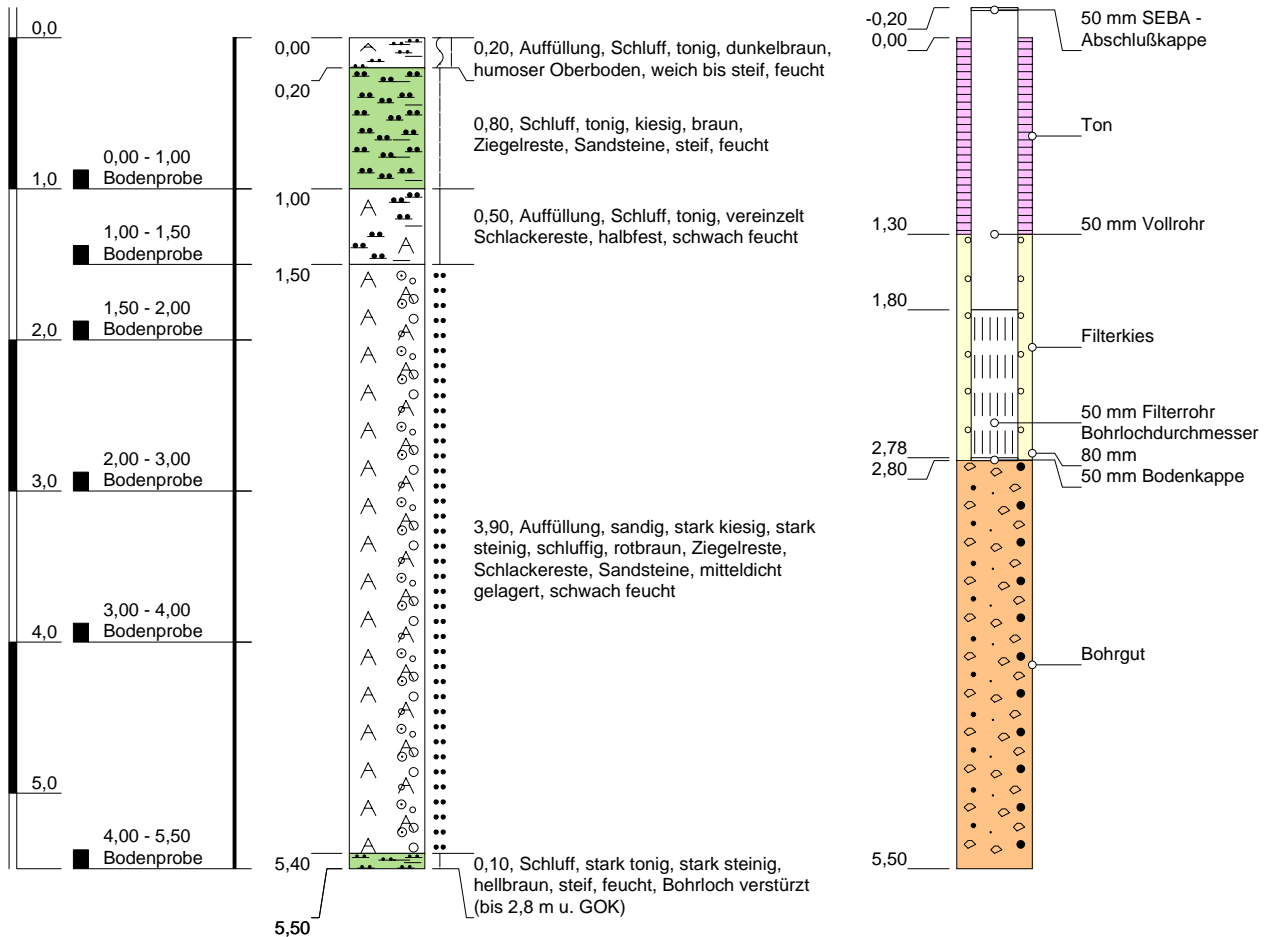 0,0
1,0
2,0
3,0
4,0
5,0
0,00 - 1,00
Bodenprobe
1,00 - 1,50
Bodenprobe
1,50 - 2,00
Bodenprobe
2,00 - 3,00
Bodenprobe
3,00 - 4,00
Bodenprobe
4,00 - 5,50
Bodenprobe
0,00
0,20
1,00
1,50
5,40
5,50
0,20, Auffüllung, Schluff, tonig, dunkelbraun,
humoser Oberboden, weich bis steif, feucht
0,80, Schluff, tonig, kiesig, braun,
Ziegelreste, Sandsteine, steif, feucht
0,50, Auffüllung, Schluff, tonig, vereinzelt
Schlackereste, halbfest, schwach feucht
3,90, Auffüllung, sandig, stark kiesig, stark
steinig, schluffig, rotbraun, Ziegelreste,
Schlackereste, Sandsteine, mitteldicht
gelagert, schwach feucht
0,10, Schluff, stark tonig, stark steinig,
hellbraun, steif, feucht, Bohrloch verstürzt
(bis 2,8 m u. GOK)
-0,20
0,00
1,30
1,80
2,78
2,80
5,50
50 mm SEBA -
Abschlußkappe
Ton
50 mm Vollrohr
Filterkies
50 mm Filterrohr
Bohrlochdurchmesser
80 mm
50 mm Bodenkappe
Bohrgut